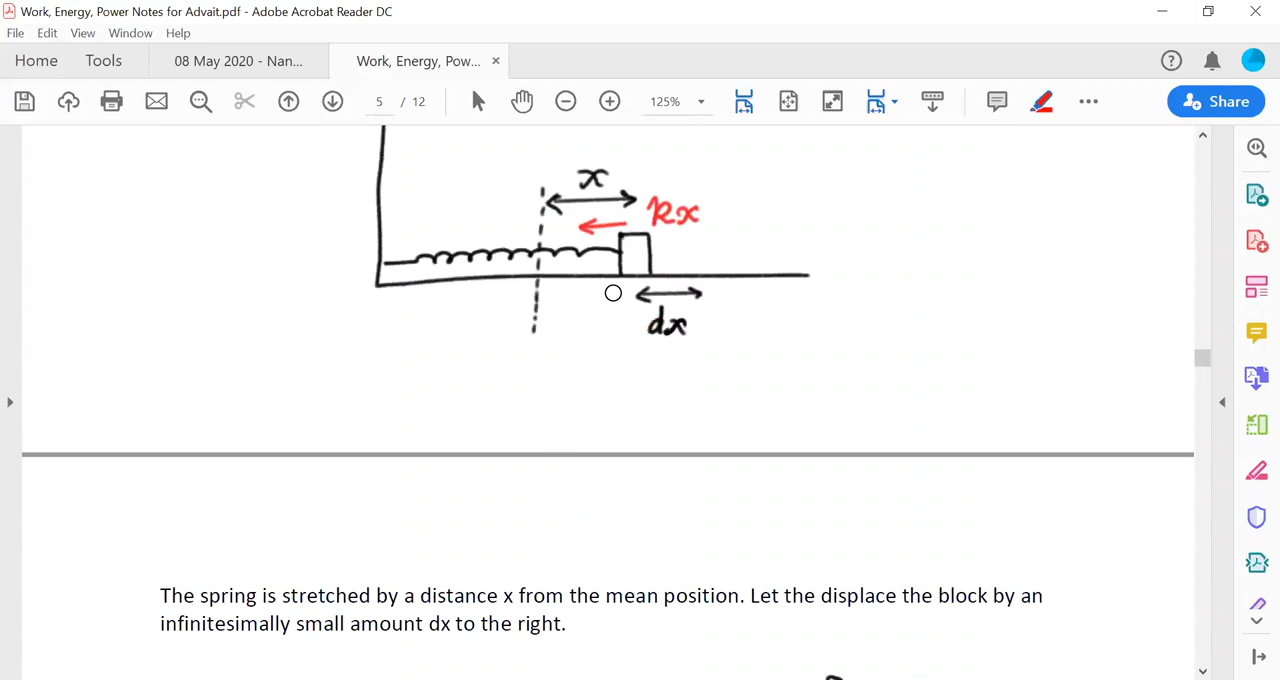 Work, Energy, Power Notes for Advait.pdf - Adobe Acrobat Reader DC
File Edit View Window Help
Home Tools 08 May 2020 - Nan... Work, Energy, Pow... ×
5 / 12 125% Share
x
kx
dx
The spring is stretched by a distance x from the mean position. Let the displace the block by an
infinitesimally small amount dx to the right.